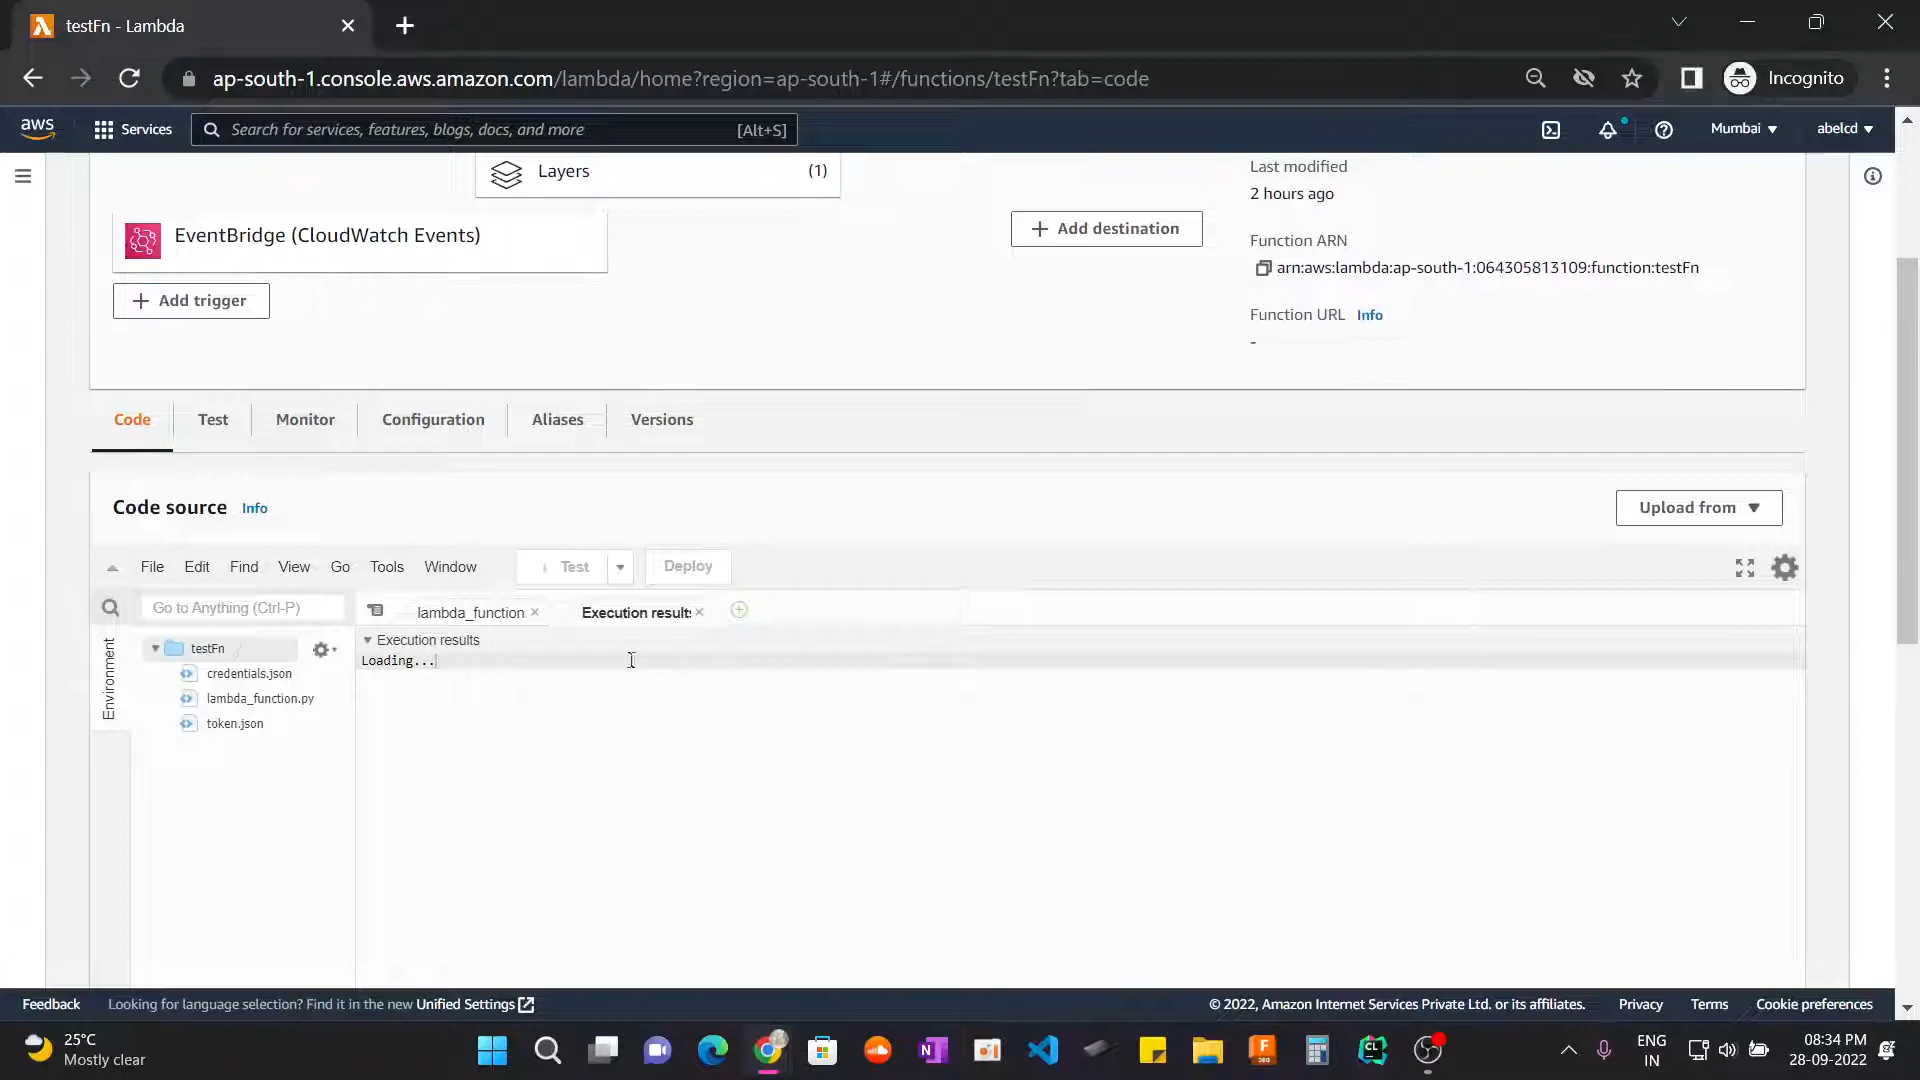 testFn - Lambda
ap-south-1.console.aws.amazon.com/lambda/home?region=ap-south-1#/functions/testFn?tab=code
Incognito
aws
Services
Search for services, features, blogs, docs, and more
[Alt+S]
Mumbai
abelcd
Layers
(1)
Last modified
2 hours ago
EventBridge (CloudWatch Events)
Add destination
Function ARN
arn:aws:lambda:ap-south-1:064305813109:function:testFn
Add trigger
Function URL Info
-
Code
Test
Monitor
Configuration
Aliases
Versions
Code source Info
Upload from
File Edit Find View Go Tools Window
Test
Deploy
Go to Anything (Ctrl-P)
lambda_function
Execution result:
Environment
testFn
credentials.json
lambda_function.py
token.json
Execution results
Loading...
Feedback
Looking for language selection? Find it in the new Unified Settings
© 2022, Amazon Internet Services Private Ltd. or its affiliates.
Privacy
Terms
Cookie preferences
25°C
Mostly clear
N
F
360
CL
ENG
IN
08:34 PM
28-09-2022